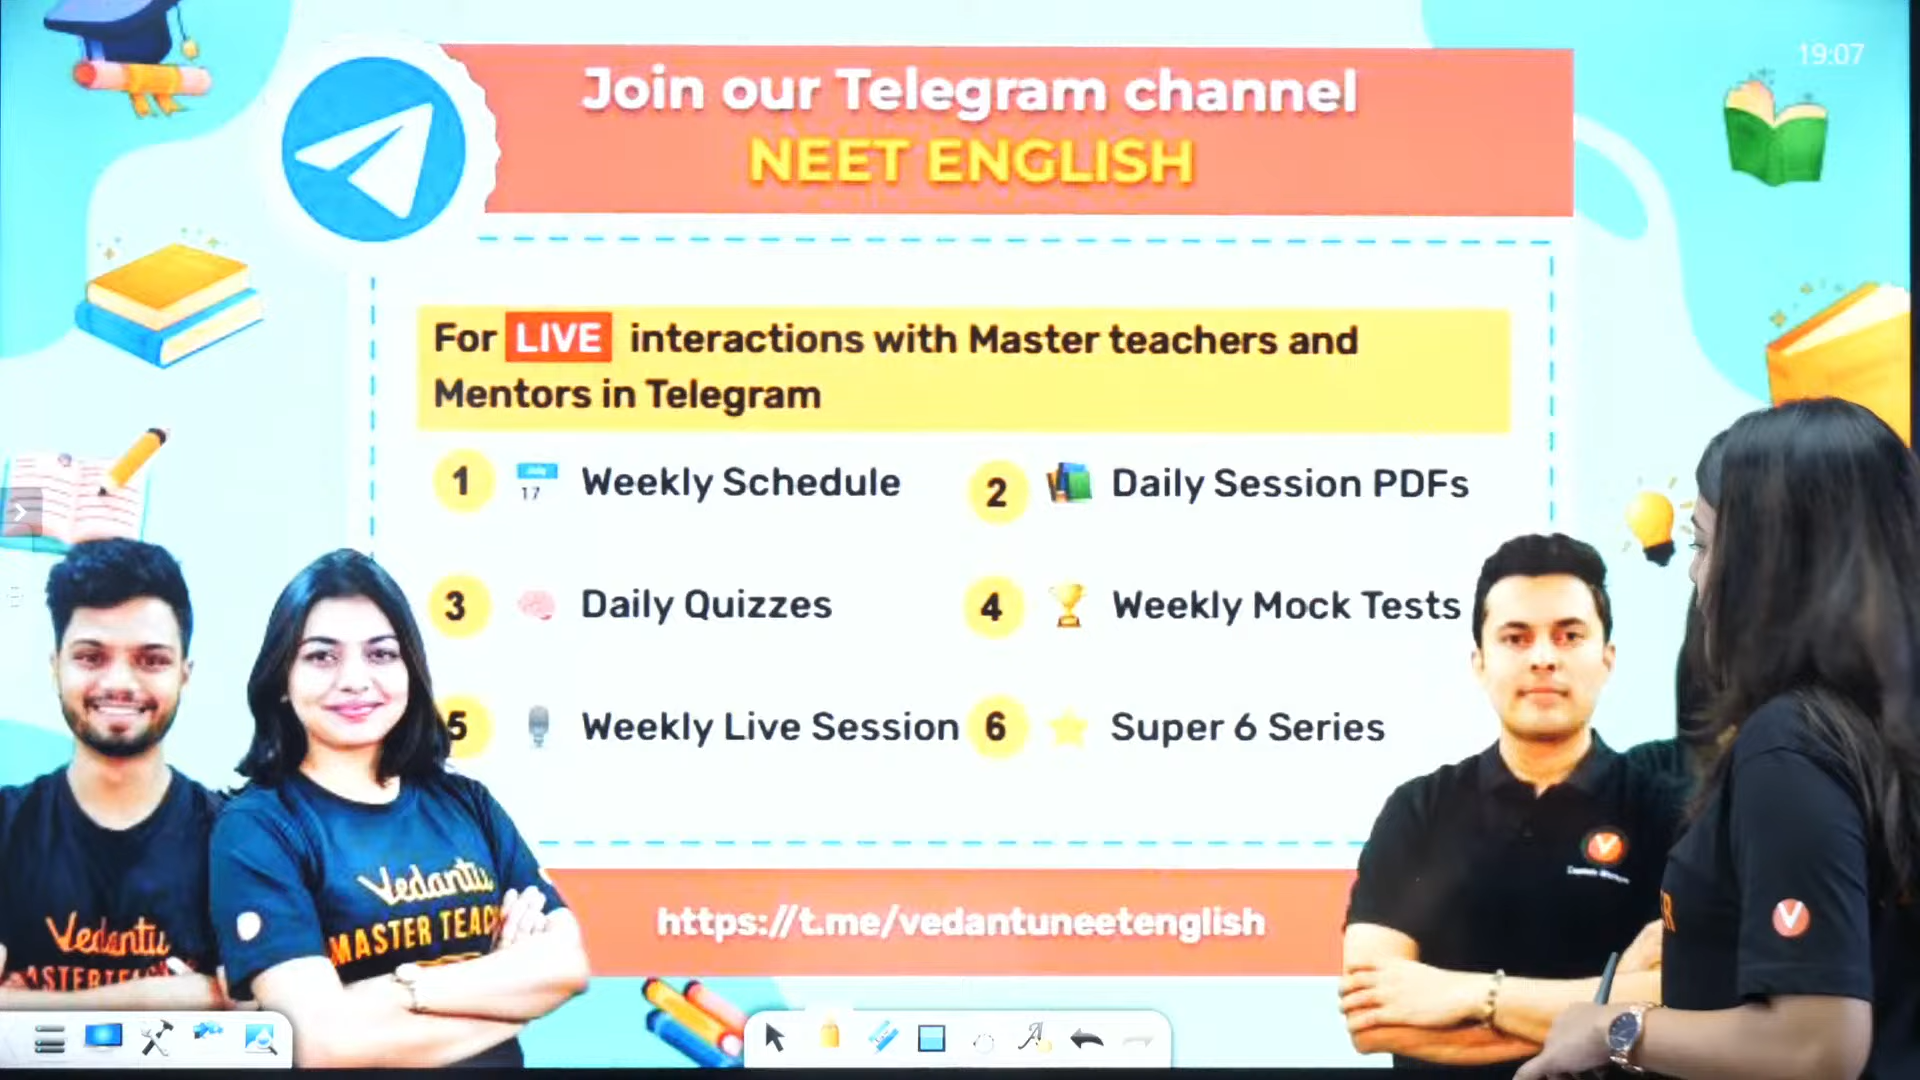 19:07
Join our Telegram channel
NEET ENGLISH
For LIVE interactions with Master teachers and
Mentors in Telegram
1 July 17 Weekly Schedule
2 Daily Session PDFs
3 Daily Quizzes
4 Weekly Mock Tests
5 Weekly Live Session
6 Super 6 Series
Vedantu
MASTER TEAC
Vedantu
ASTERTEAC
V
V
R
https://t.me/vedantuneetenglish
A